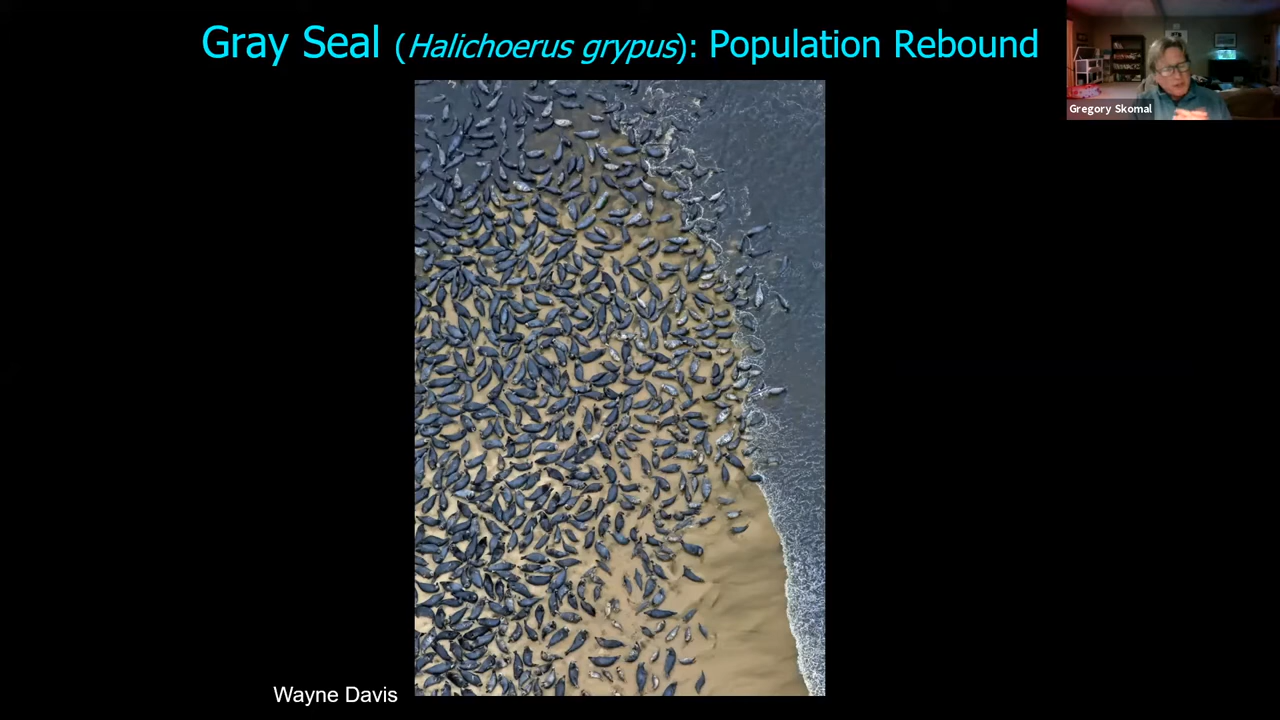 Gray Seal (Halichoerus grypus): Population Rebound
Gregory Skomal
Wayne Davis